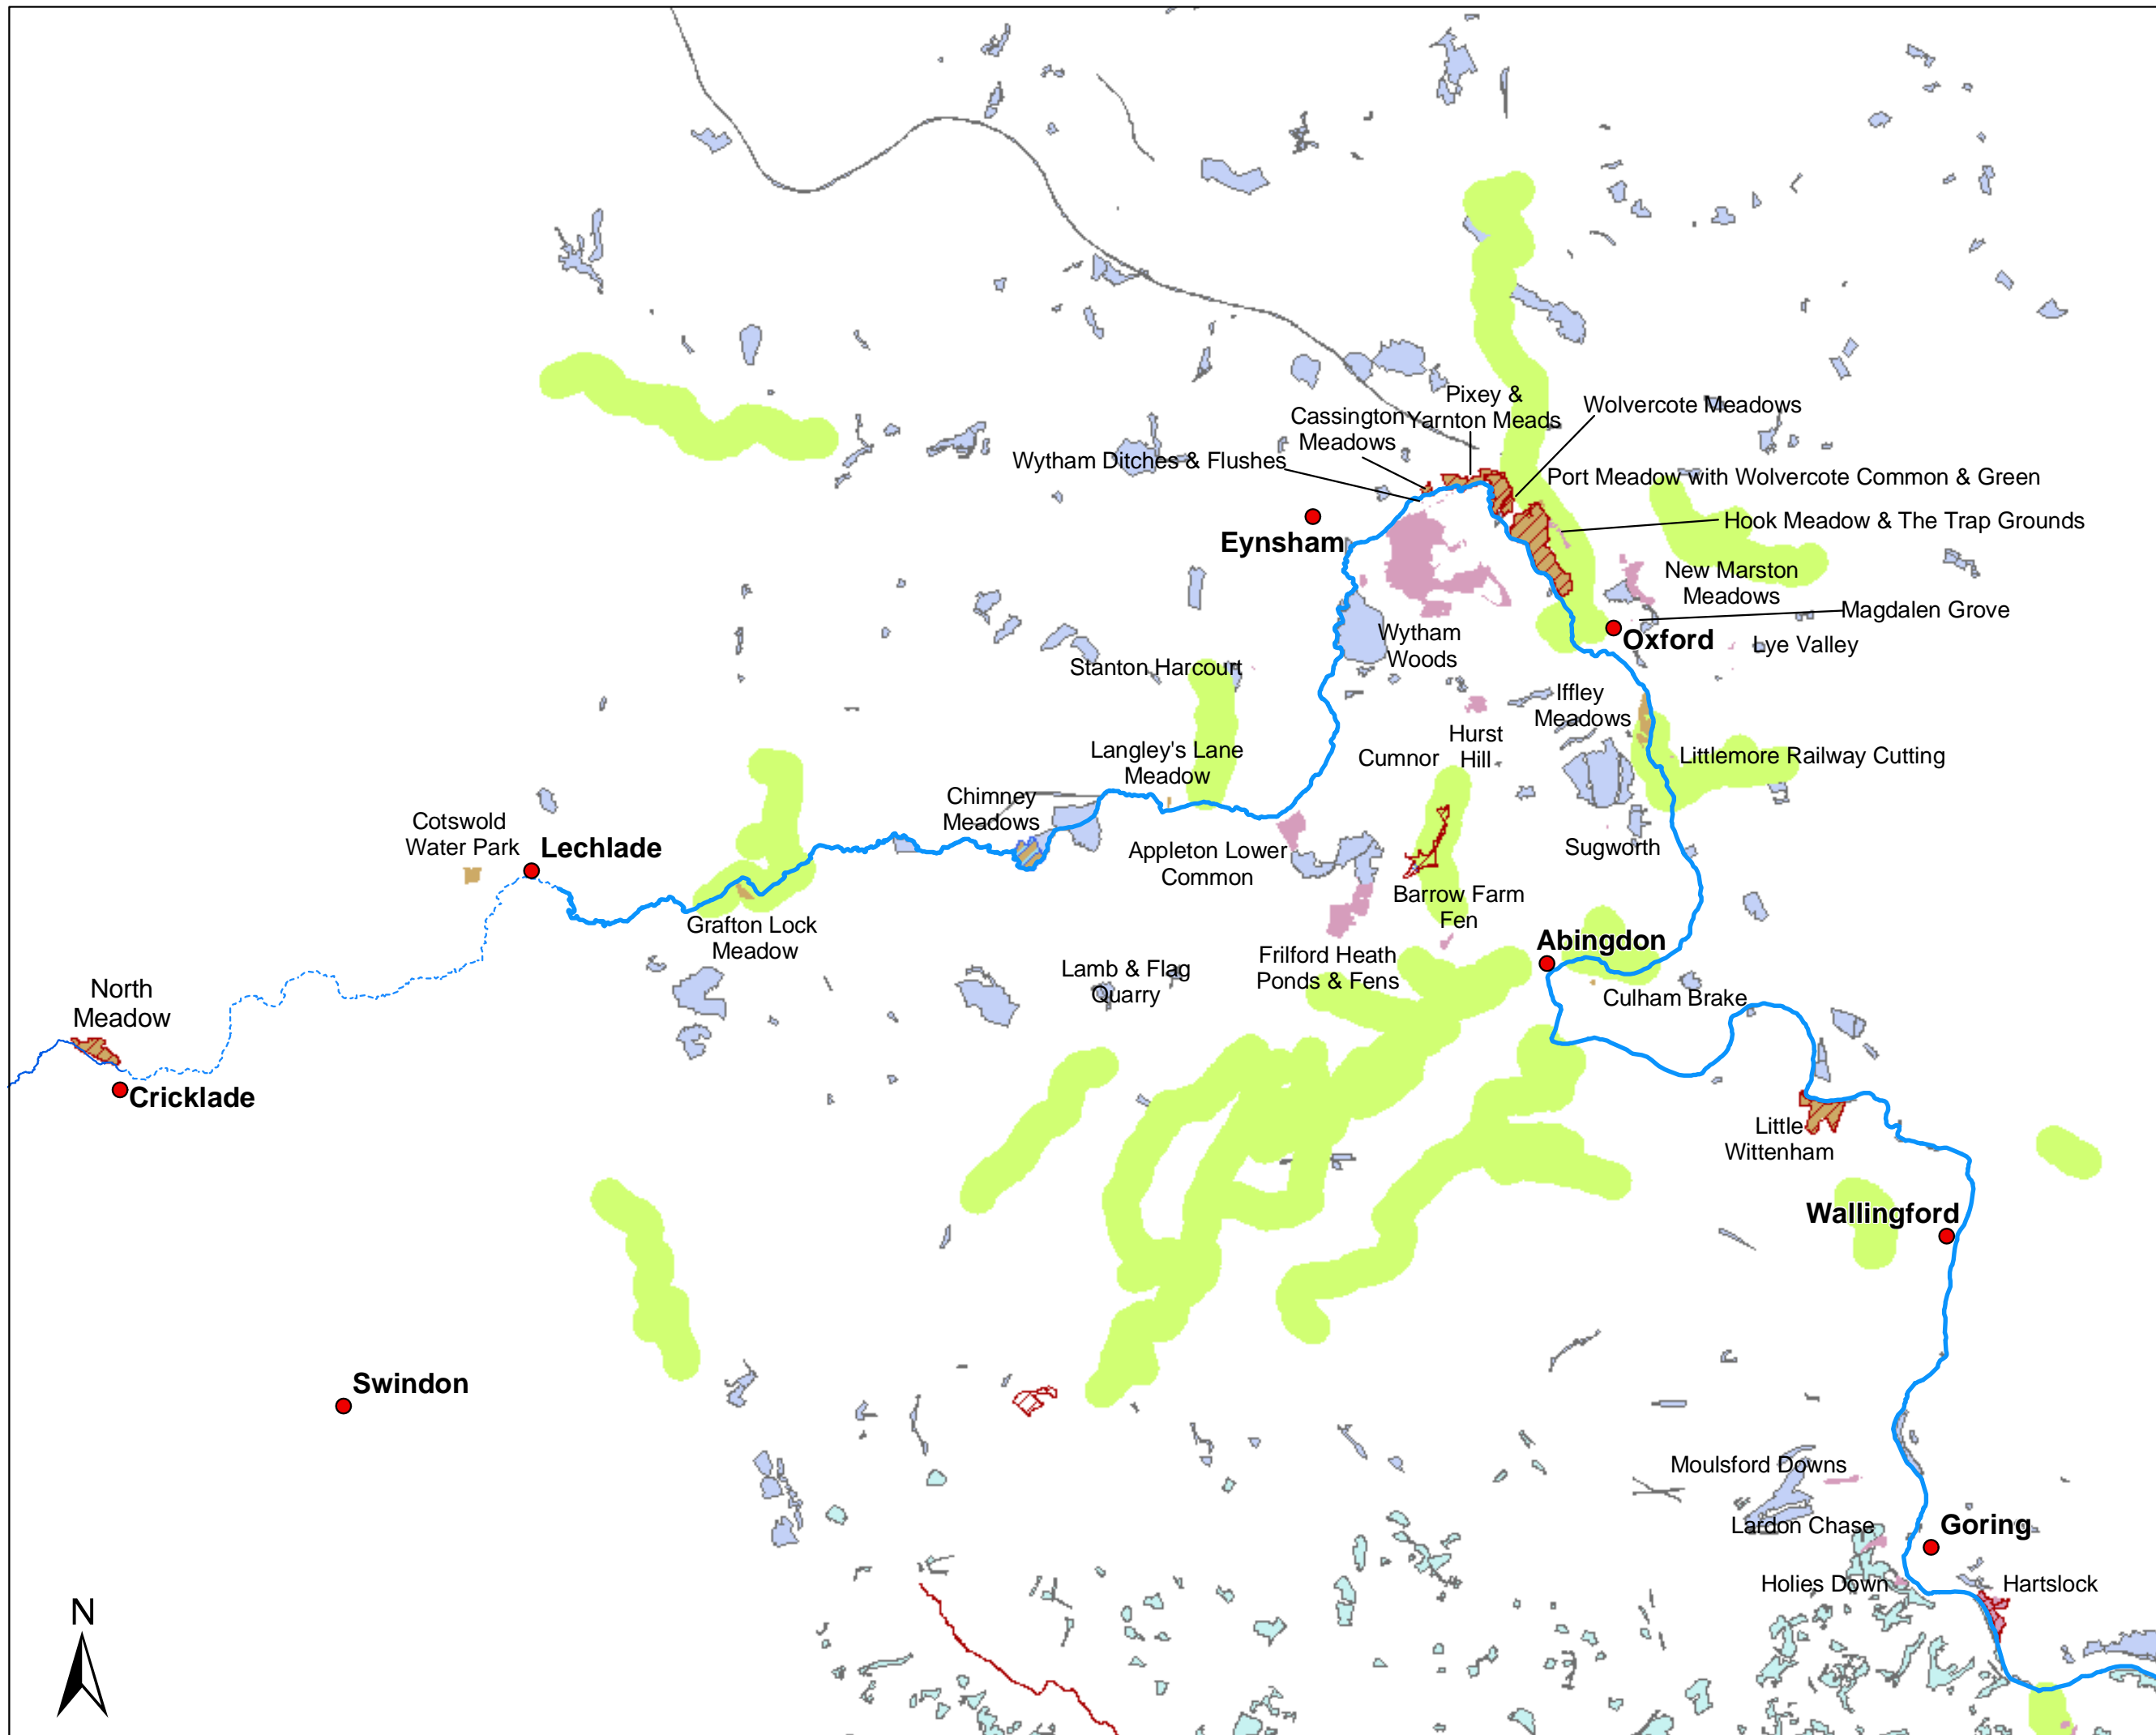 Pixey &
Yarnton Meads
Wolvercote Meadows
Cassington
Meadows
Wytham Ditches & Flushes
Port Meadow with Wolvercote Common & Green
Hook Meadow & The Trap Grounds
Eynsham
New Marston
Meadows
Magdalen Grove
Oxford
Lye Valley
Wytham
Woods
Stanton Harcourt
Iffley
Meadows
Hurst
Hill
Cumnor
Littlemore Railway Cutting
Langley's Lane
Meadow
Chimney
Meadows
Cotswold
Water Park
Lechlade
Appleton Lower
Common
Sugworth
Barrow Farm
Fen
Grafton Lock
Meadow
Abingdon
Frilford Heath
Ponds & Fens
Lamb & Flag
Quarry
Culham Brake
North
Meadow
Cricklade
Little
Wittenham
Wallingford
Swindon
Moulsford Downs
Lardon Chase
Goring
Holies Down
Hartslock
N